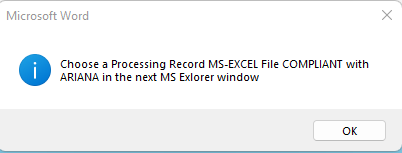 Microsoft Word
Choose a Processing Record MS-EXCEL File COMPLIANT with
ARIANA in the next MS Exlorer window
OK